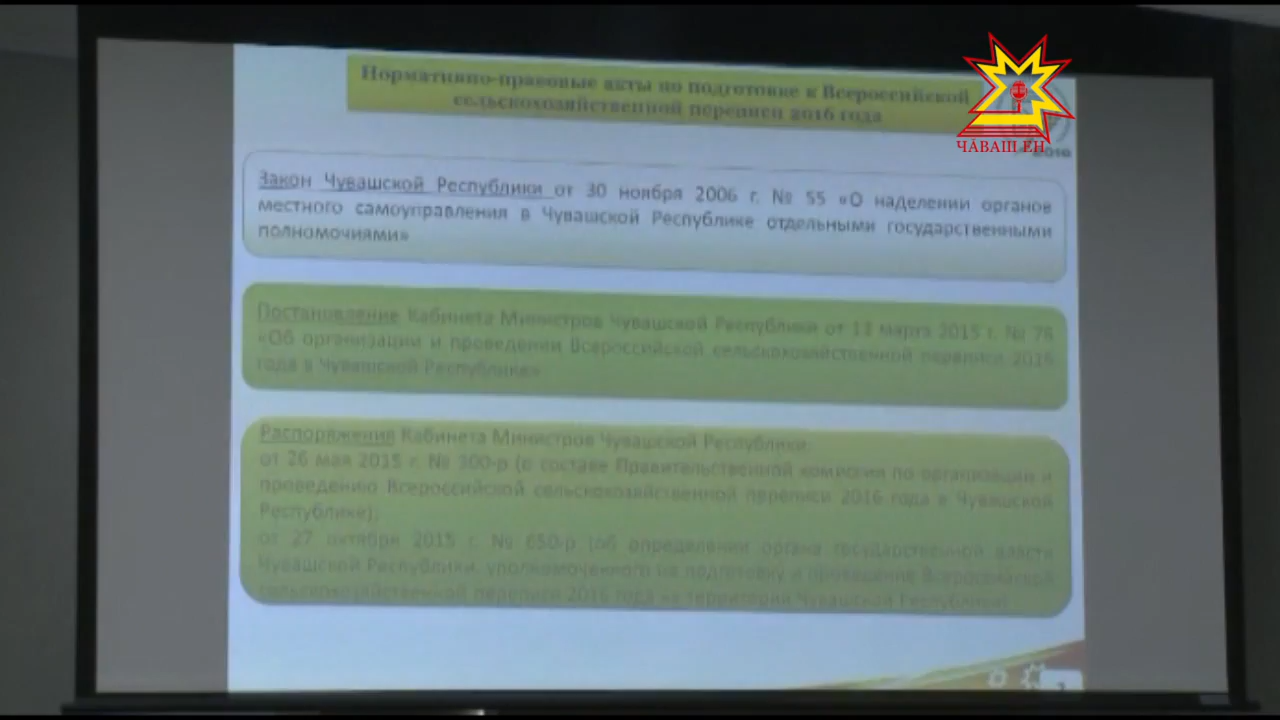 Нормативно-правовые акты по подготовке к Всероссийской
сельскохозяйственной переписи 2016 года
ЧӐВАШ ЕН
2016
Закон Чувашской Республики от 30 ноября 2006 г. № 55 «О наделении органов
местного самоуправления в Чувашской Республике отдельными государственными
полномочиями»
Постановление Кабинета Министров Чувашской Республики от 13 марта 2015 г. № 78
«Об организации и проведении Всероссийской сельскохозяйственной переписи 2016
года в Чувашской Республике»
Распоряжения Кабинета Министров Чувашской Республики:
от 26 мая 2015 г. № 300-р (о составе Правительственной комиссии по организации и
проведению Всероссийской сельскохозяйственной переписи 2016 года в Чувашской
Республике);
от 27 октября 2015 г. № 650-р (об определении органа государственной власти
Чувашской Республики, уполномоченного на подготовку и проведение Всероссийской
сельскохозяйственной переписи 2016 года на территории Чувашской Республики)